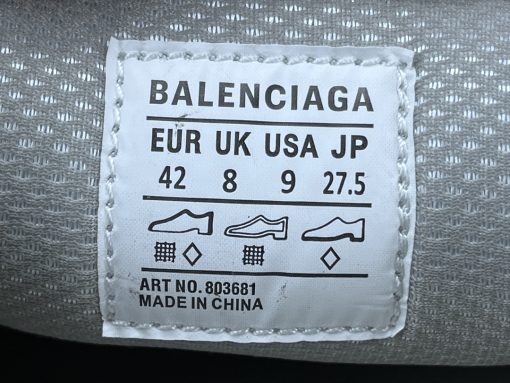 BALENCIAGA
EUR UK USA JP
42 8 9 27.5
ART NO. 803681
MADE IN CHINA